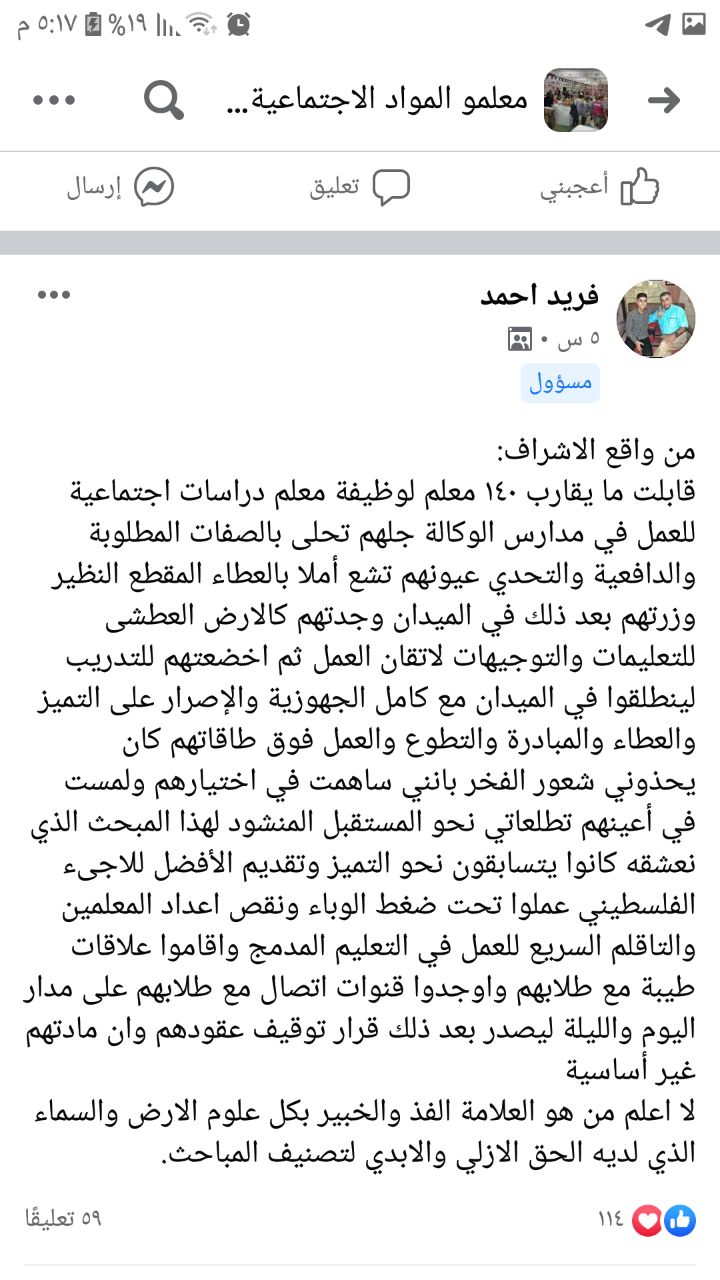 ٥:١٧ م ١٩%
معلمو المواد الاجتماعية...
أعجبني تعليق إرسال
فريد احمد
٥ س ·
مسؤول
من واقع الاشراف:
قابلت ما يقارب ١٤٠ معلم لوظيفة معلم دراسات اجتماعية
للعمل في مدارس الوكالة جلهم تحلى بالصفات المطلوبة
والدافعية والتحدي عيونهم تشع أملا بالعطاء المقطع النظير
وزرتهم بعد ذلك في الميدان وجدتهم كالارض العطشى
للتعليمات والتوجيهات لاتقان العمل ثم اخضعتهم للتدريب
لينطلقوا في الميدان مع كامل الجهوزية والإصرار على التميز
والعطاء والمبادرة والتطوع والعمل فوق طاقاتهم كان
يحذوني شعور الفخر بانني ساهمت في اختيارهم ولمست
في أعينهم تطلعاتي نحو المستقبل المنشود لهذا المبحث الذي
نعشقه كانوا يتسابقون نحو التميز وتقديم الأفضل للاجىء
الفلسطيني عملوا تحت ضغط الوباء ونقص اعداد المعلمين
والتاقلم السريع للعمل في التعليم المدمج واقاموا علاقات
طيبة مع طلابهم واوجدوا قنوات اتصال مع طلابهم على مدار
اليوم والليلة ليصدر بعد ذلك قرار توقيف عقودهم وان مادتهم
غير أساسية
لا اعلم من هو العلامة الفذ والخبير بكل علوم الارض والسماء
الذي لديه الحق الازلي والابدي لتصنيف المباحث.
١١٤ ٥٩ تعليقًا